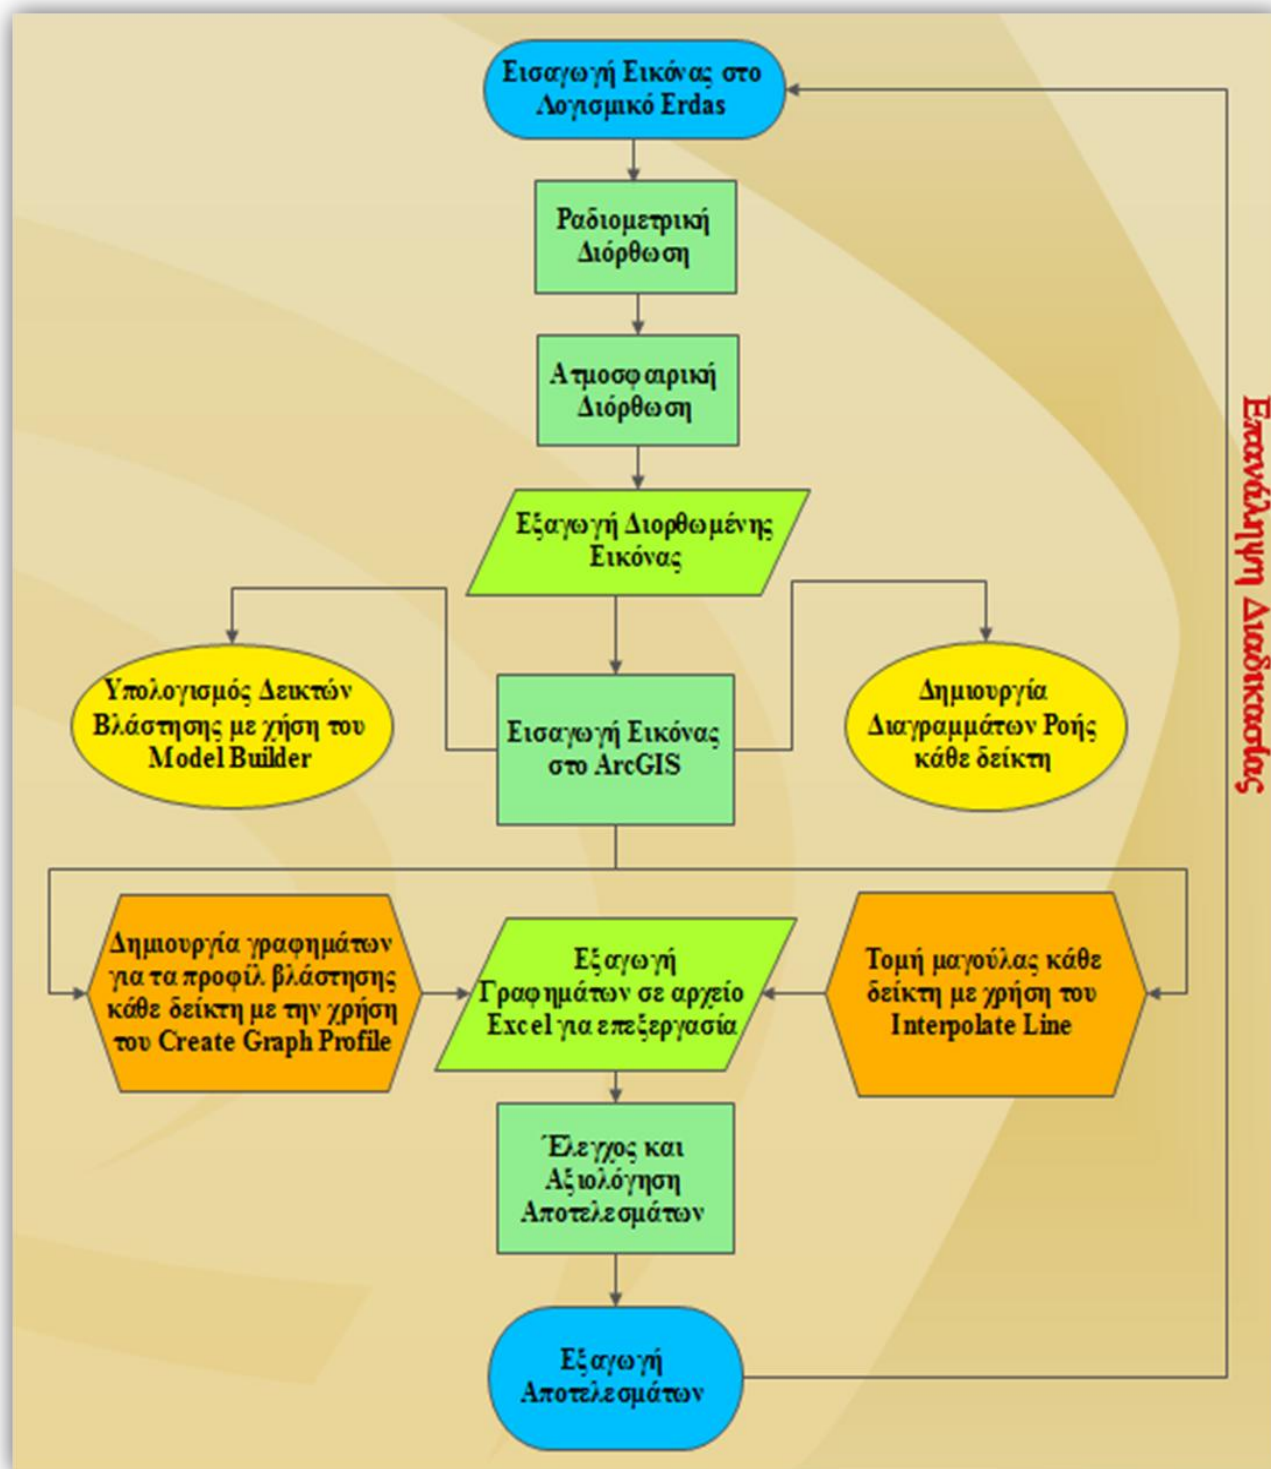 Εισαγωγή Εικόνας στο
Λογισμικό Erdas
Ραδιομετρική
Διόρθωση
Ατμοσφαιρική
Διόρθωση
Εξαγωγή Διορθωμένης
Εικόνας
Υπολογισμός Δεικτών
Βλάστησης με χήση του
Model Builder
Εισαγωγή Εικόνας
στο ArcGIS
Δημιουργία
Διαγραμμάτων Ροής
κάθε δείκτη
Δημιουργία γραφημάτων
για τα προφίλ βλάστησης
κάθε δείκτη με την χρήση
του Create Graph Profile
Εξαγωγή
Γραφημάτων σε αρχείο
Excel για επεξεργασία
Τομή μαγούλας κάθε
δείκτη με χρήση του
Interpolate Line
Έλεγχος και
Αξιολόγηση
Αποτελεσμάτων
Εξαγωγή
Αποτελεσμάτων
Επανάληψη Διαδικασίας